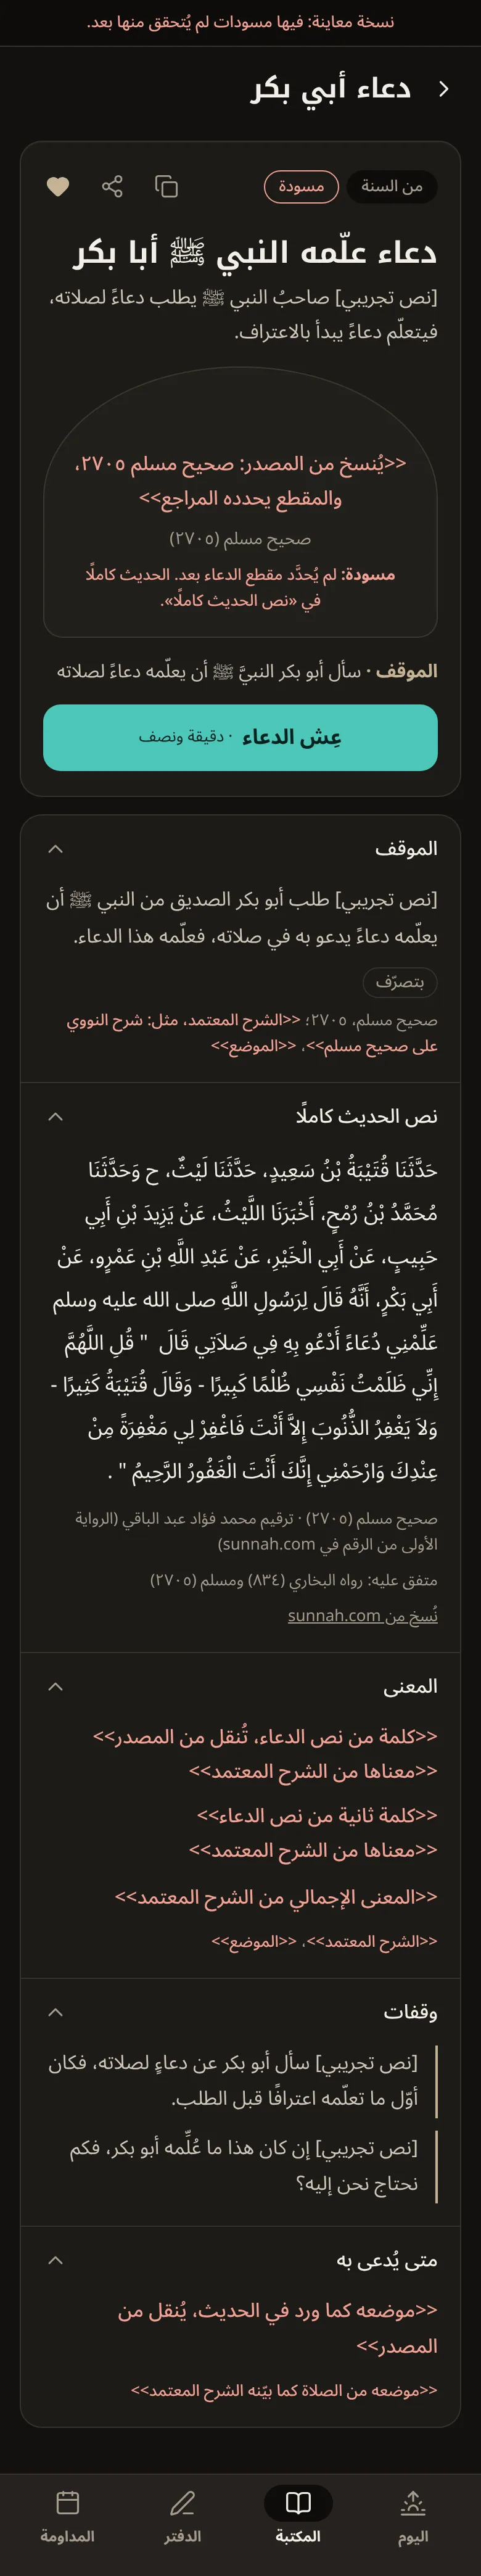 نسخة معاينة: فيها مسودات لم يُتحقق منها بعد.
دعاء أبي بكر
من السنة
مسودة
دعاء علّمه النبي ﷺ أبا بكر
[نص تجريبي] صاحبُ النبي ﷺ يطلب دعاءً لصلاته،
فيتعلّم دعاءً يبدأ بالاعتراف.
<<يُنسخ من المصدر: صحيح مسلم ٢٧٠٥،
والمقطع يحدده المراجع>>
صحيح مسلم (٢٧٠٥)
مسودة: لم يُحدَّد مقطع الدعاء بعد. الحديث كاملًا
في «نص الحديث كاملًا».
الموقف · سأل أبو بكر النبيَّ ﷺ أن يعلّمه دعاءً لصلاته
عِش الدعاء · دقيقة ونصف
الموقف
[نص تجريبي] طلب أبو بكر الصديق من النبي ﷺ أن
يعلّمه دعاءً يدعو به في صلاته، فعلّمه هذا الدعاء.
بتصرّف
صحيح مسلم، ٢٧٠٥؛ <<الشرح المعتمد، مثل: شرح النووي
على صحيح مسلم>>، <<الموضع>>
نص الحديث كاملًا
حَدَّثَنَا قُتَيْبَةُ بْنُ سَعِيدٍ، حَدَّثَنَا لَيْثٌ، ح وَحَدَّثَنَا
مُحَمَّدُ بْنُ رُمْحٍ، أَخْبَرَنَا اللَّيْثُ، عَنْ يَزِيدَ بْنِ أَبِي
حَبِيبٍ، عَنْ أَبِي الْخَيْرِ، عَنْ عَبْدِ اللَّهِ بْنِ عَمْرٍو، عَنْ
أَبِي بَكْرٍ، أَنَّهُ قَالَ لِرَسُولِ اللَّهِ صلى الله عليه وسلم
عَلِّمْنِي دُعَاءً أَدْعُو بِهِ فِي صَلاَتِي قَالَ " قُلِ اللَّهُمَّ
إِنِّي ظَلَمْتُ نَفْسِي ظُلْمًا كَبِيرًا - وَقَالَ قُتَيْبَةُ كَثِيرًا -
وَلاَ يَغْفِرُ الذُّنُوبَ إِلاَّ أَنْتَ فَاغْفِرْ لِي مَغْفِرَةً مِنْ
عِنْدِكَ وَارْحَمْنِي إِنَّكَ أَنْتَ الْغَفُورُ الرَّحِيمُ " .
صحيح مسلم (٢٧٠٥) · ترقيم محمد فؤاد عبد الباقي (الرواية
الأولى من الرقم في sunnah.com)
متفق عليه: رواه البخاري (٨٣٤) ومسلم (٢٧٠٥)
نُسخ من sunnah.com
المعنى
<<كلمة من نص الدعاء، تُنقل من المصدر>>
<<معناها من الشرح المعتمد>>
<<كلمة ثانية من نص الدعاء>>
<<معناها من الشرح المعتمد>>
<<المعنى الإجمالي من الشرح المعتمد>>
<<الشرح المعتمد>>، <<الموضع>>
وقفات
[نص تجريبي] سأل أبو بكر عن دعاءٍ لصلاته، فكان
أوّل ما تعلّمه اعترافًا قبل الطلب.
[نص تجريبي] إن كان هذا ما عُلِّمه أبو بكر، فكم
نحتاج نحن إليه؟
متى يُدعى به
<<موضعه كما ورد في الحديث، يُنقل من
المصدر>>
<<موضعه من الصلاة كما بيّنه الشرح المعتمد>>
اليوم
المكتبة
الدفتر
المداومة